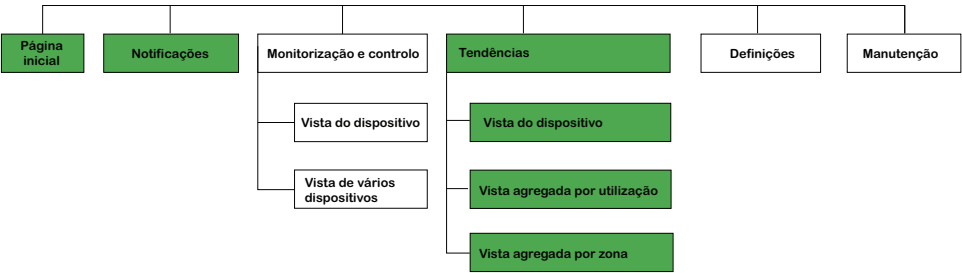 Página
inicial
Notificações
Monitorização e controlo
Tendências
Definições
Manutenção
Vista do dispositivo
Vista do dispositivo
Vista de vários
dispositivos
Vista agregada por utilização
Vista agregada por zona